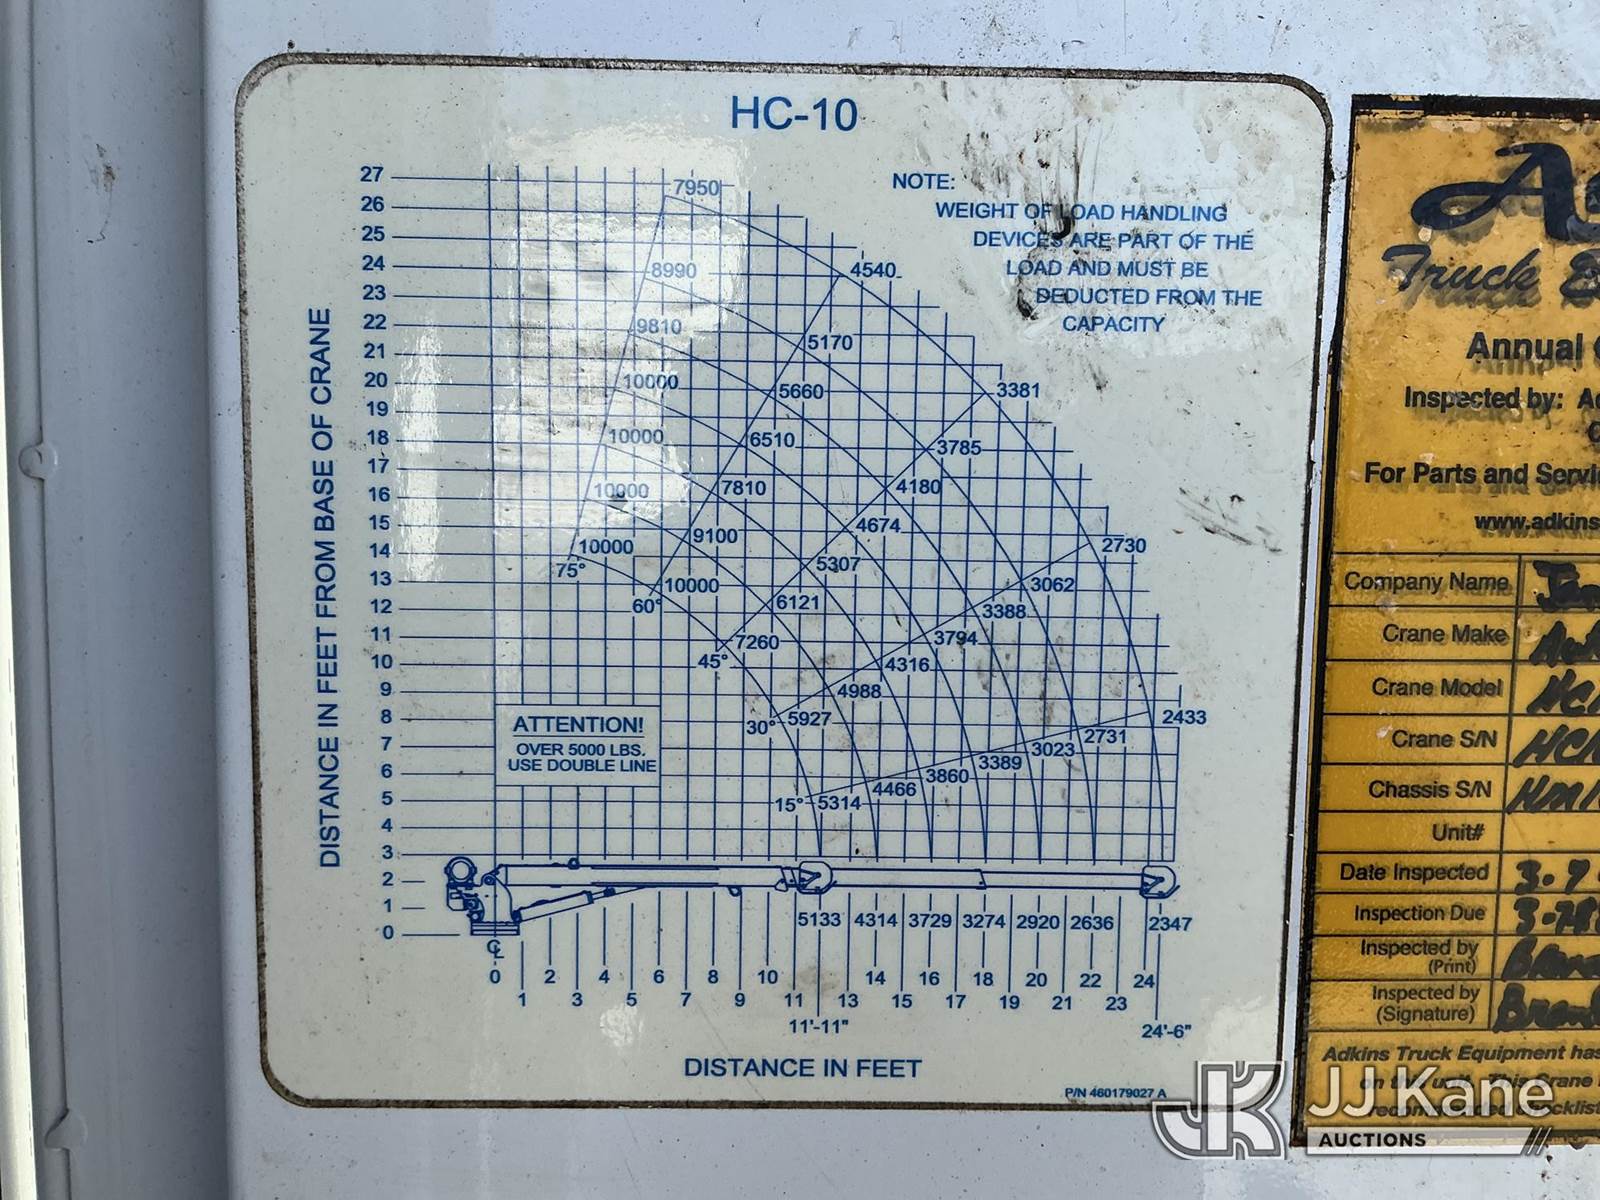 HC-10
NOTE:
WEIGHT OF LOAD HANDLING
DEVICES ARE PART OF THE
LOAD AND MUST BE
DEDUCTED FROM THE
CAPACITY
DISTANCE IN FEET FROM BASE OF CRANE
27
26
25
24
23
22
21
20
19
18
17
16
15
14
13
12
11
10
9
8
7
6
5
4
3
2
1
0
7950
8990
4540
9810
5170
10000
5660
3381
10000
6510
3785
10000
7810
4180
10000
9100
4674
2730
75°
10000
5307
3062
60°
6121
3388
7260
3794
45°
4316
4988
30°
5927
2433
2731
3023
3389
3860
4466
15°
5314
ATTENTION!
OVER 5000 LBS.
USE DOUBLE LINE
5133 4314 3729 3274 2920 2636 2347
CL
0 2 4 6 8 10 14 16 18 20 22 24
1 3 5 7 9 11 13 15 17 19 21 23
11'-11" 24'-6"
DISTANCE IN FEET
P/N 460179027 A
Truck
Annual
Inspected by:
For Parts and Servi
www.adkins
Company Name
Crane Make
Crane Model
Crane S/N
Chassis S/N
Unit#
Date Inspected
Inspection Due
Inspected by
(Print)
Inspected by
(Signature)
Adkins Truck Equipment has
on this unit. This Crane
recommended checklist
JK JJ Kane
AUCTIONS